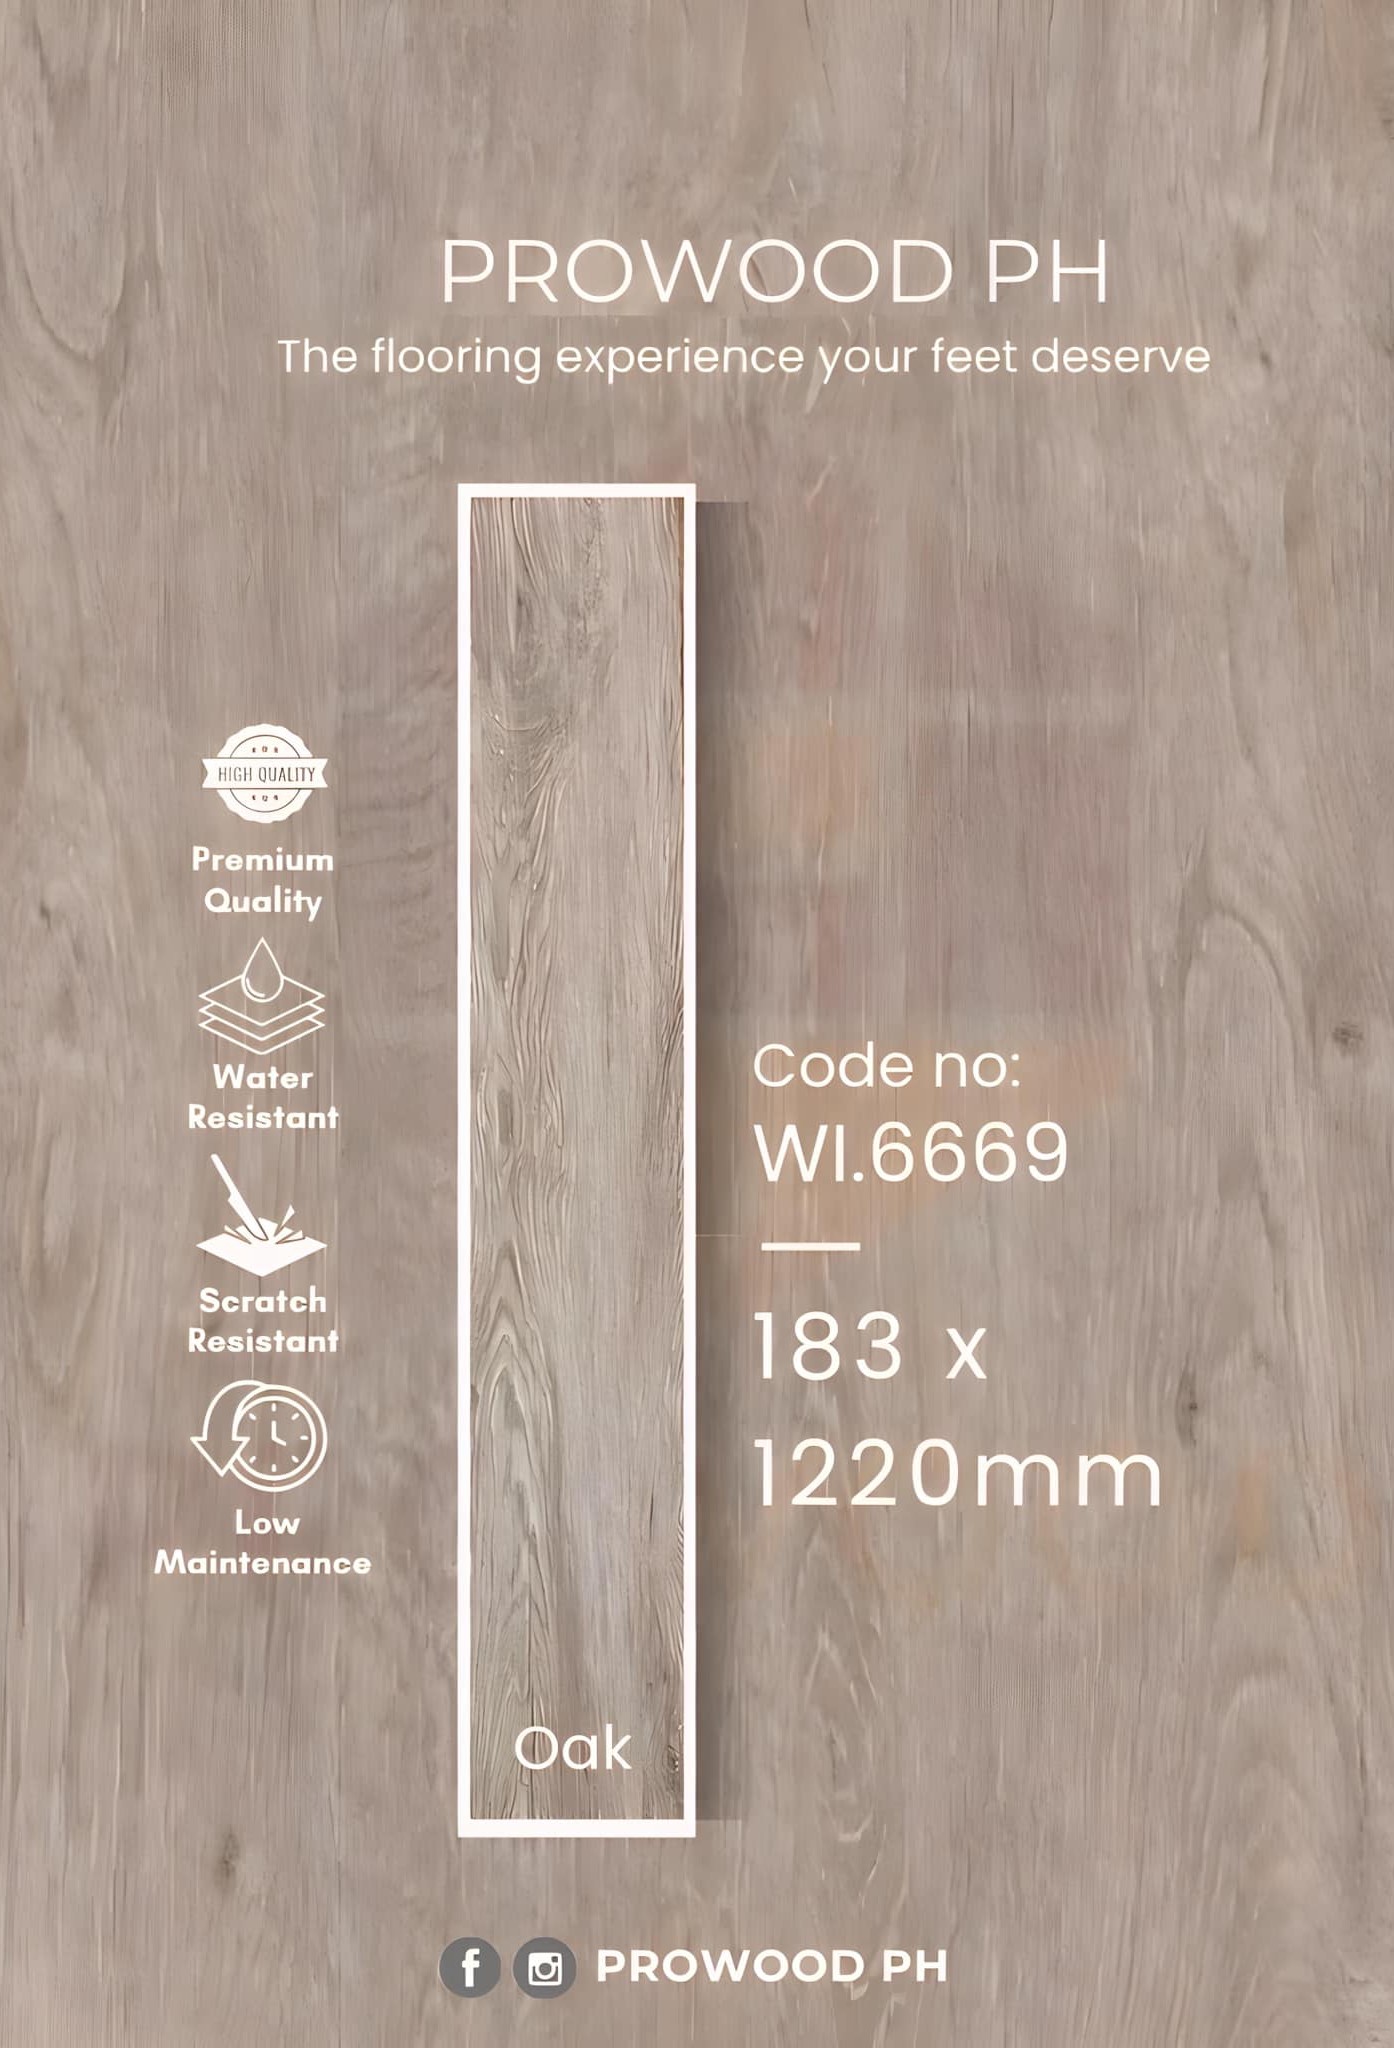 PROWOOD PH
The flooring experience your feet deserve
HIGH QUALITY
Premium
Quality
Water
Resistant
Scratch
Resistant
Low
Maintenance
Code no:
WI.6669
183 x
1220mm
Oak
PROWOOD PH